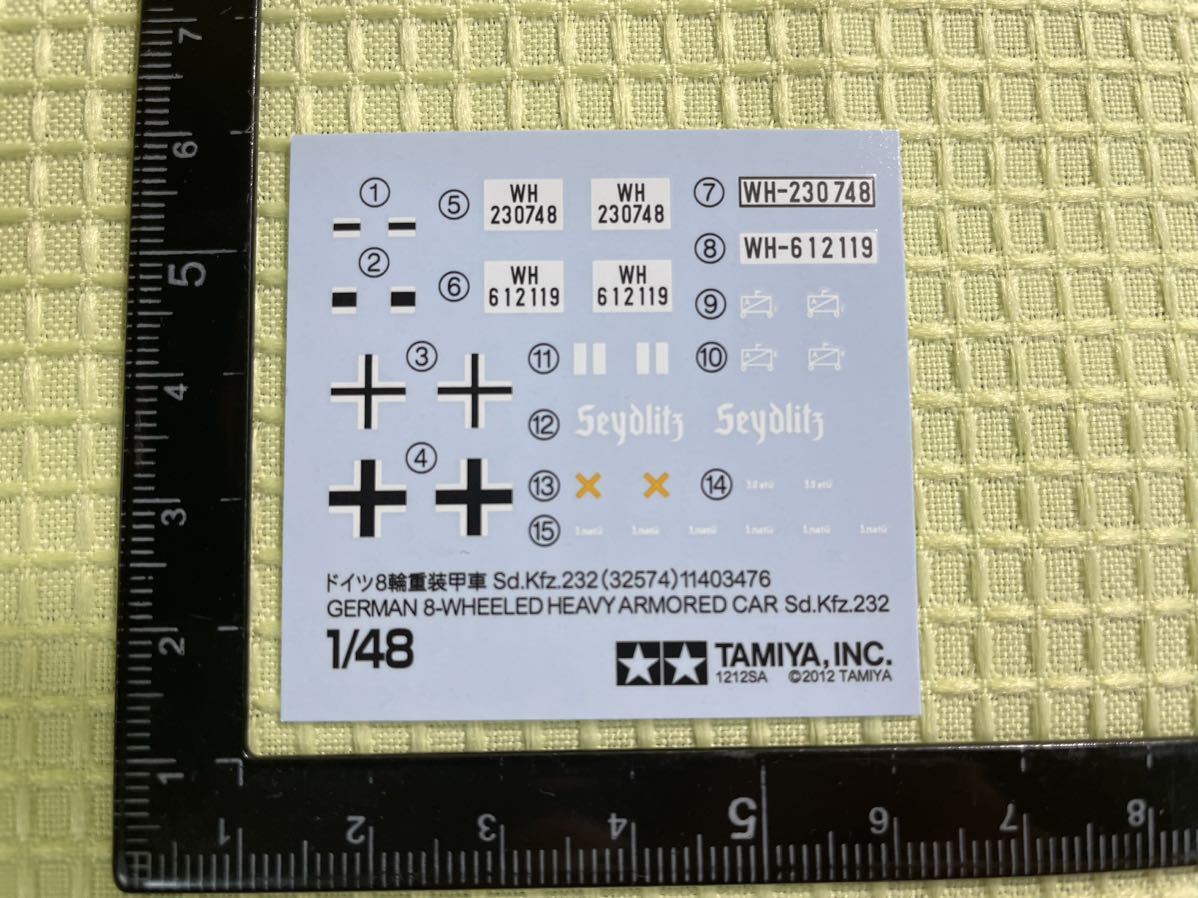 ①
②
③
④
⑤ WH 230748 WH 230748
⑥ WH 612119 WH 612119
⑦ WH-230748
⑧ WH-612119
⑨
⑩
⑪
⑫ Seydlitz Seydlitz
⑬
⑭
⑮
ドイツ8輪重装甲車 Sd.Kfz.232(32574)11403476
GERMAN 8-WHEELED HEAVY ARMORED CAR Sd.Kfz.232
1/48
TAMIYA, INC.
1212SA ©2012 TAMIYA
7
6
5
4
3
2
1
1 2 3 4 5 6 7 8